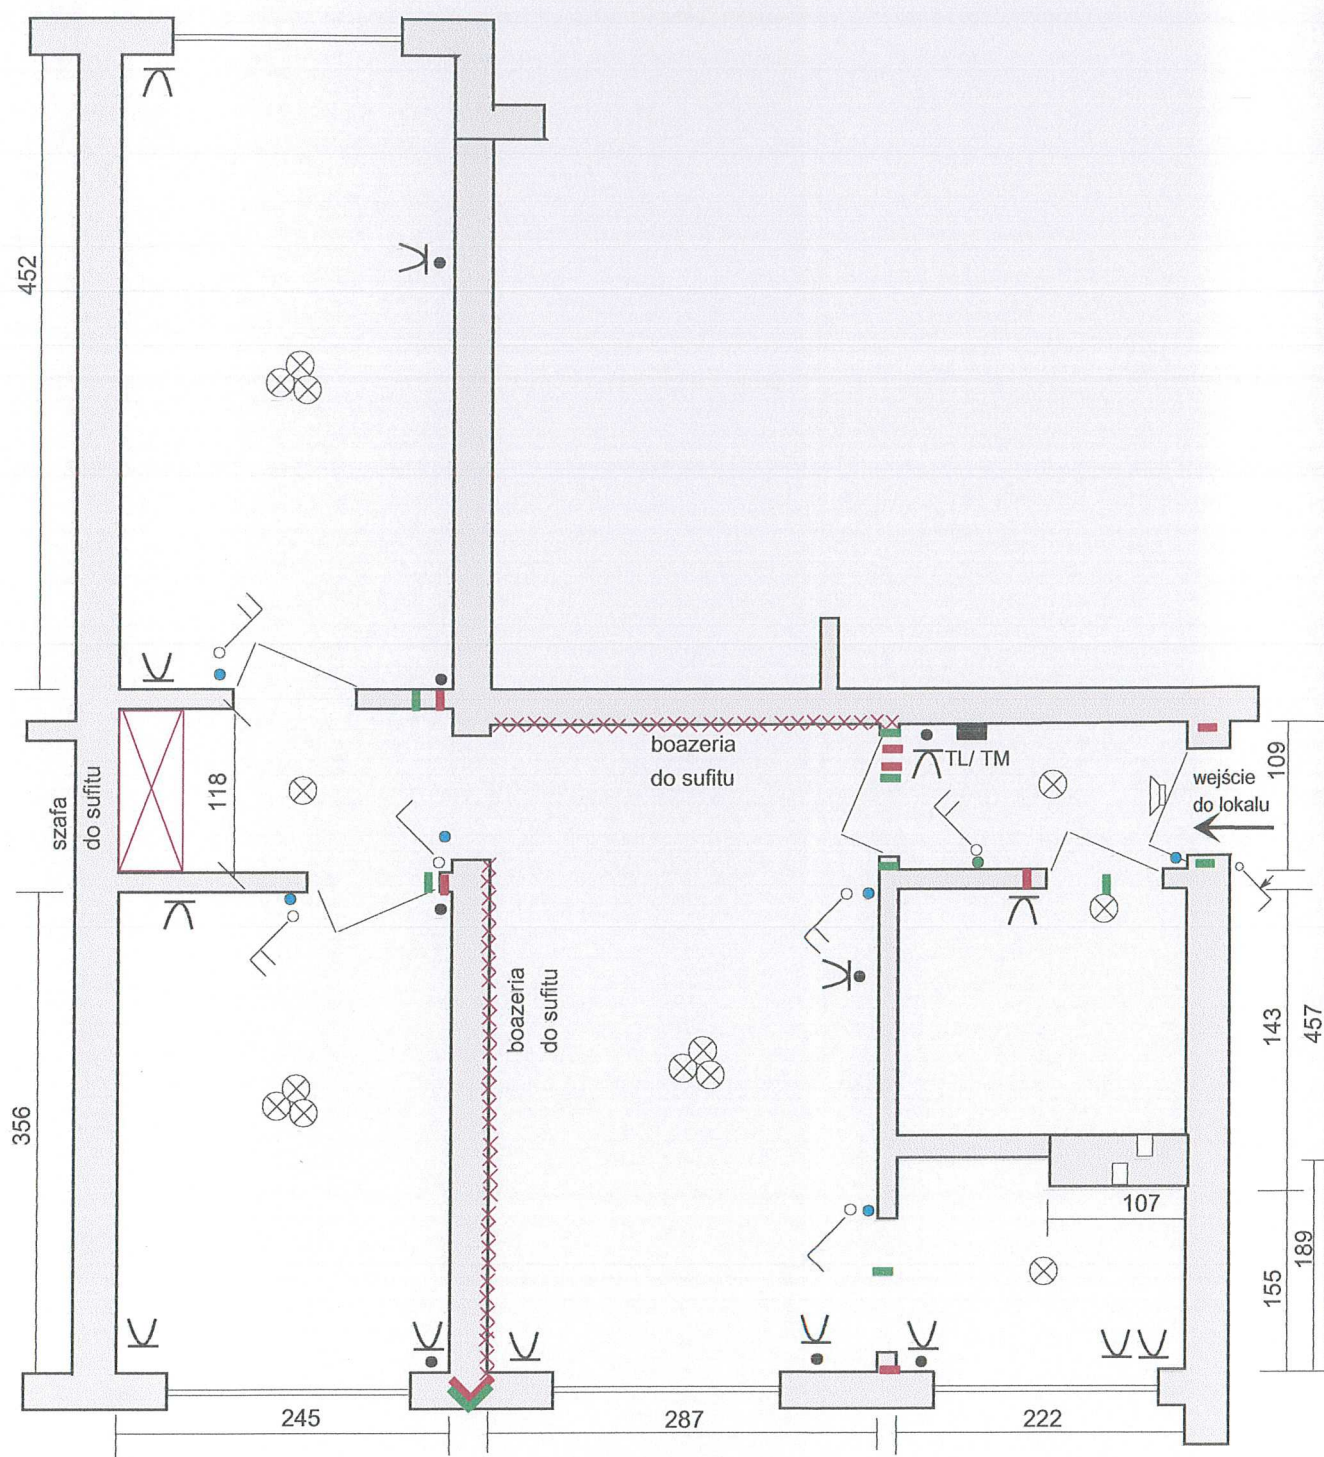 452
118
szafa
do sufitu
boazeria
do sufitu
TL/ TM
wejście
do lokalu
109
boazeria
do sufitu
356
143
457
107
155
189
245
287
222